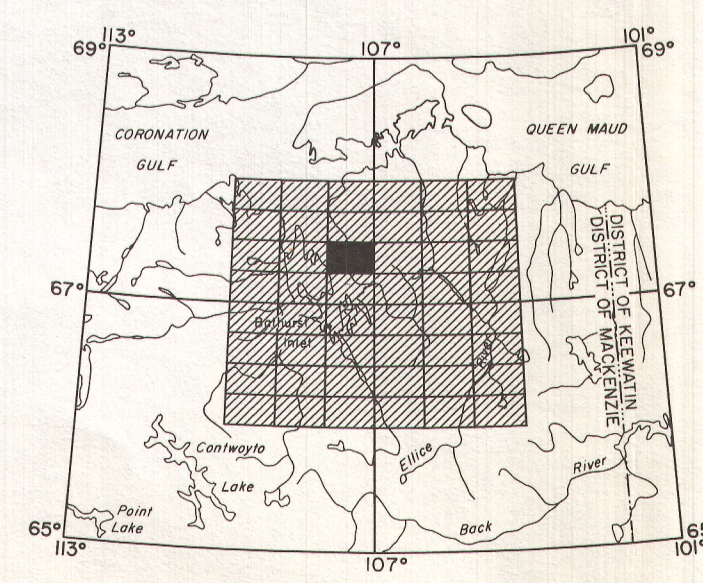 113°
107°
101°
69°
69°
CORONATION
GULF
QUEEN MAUD
GULF
DISTRICT OF KEEWATIN
DISTRICT OF MACKENZIE
67°
67°
Bathurst
Inlet
River
Contwoyto
Lake
Ellice
River
Point
Lake
Back
65°
65
113°
107°
101°